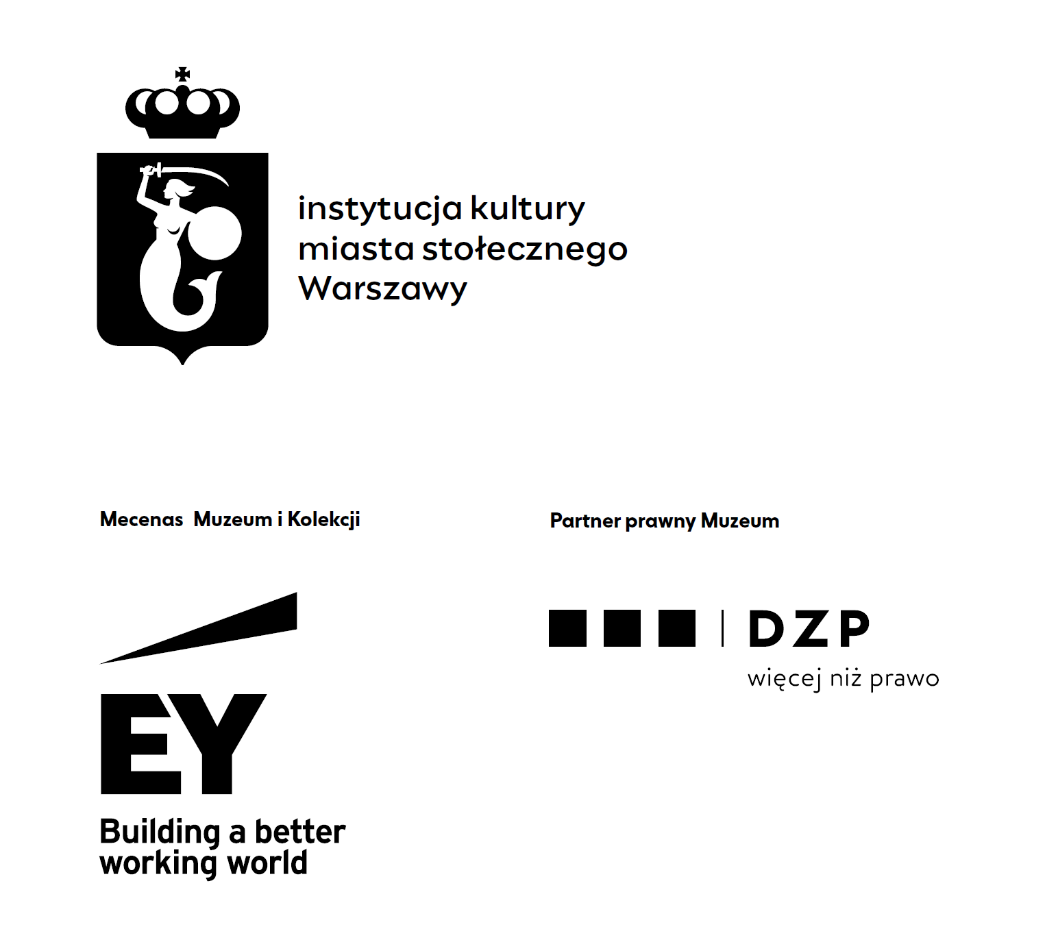 instytucja kultury
miasta stołecznego
Warszawy
Mecenas  Muzeum i Kolekcji
Partner prawny Muzeum
DZP
więcej niż prawo
EY
Building a better
working world